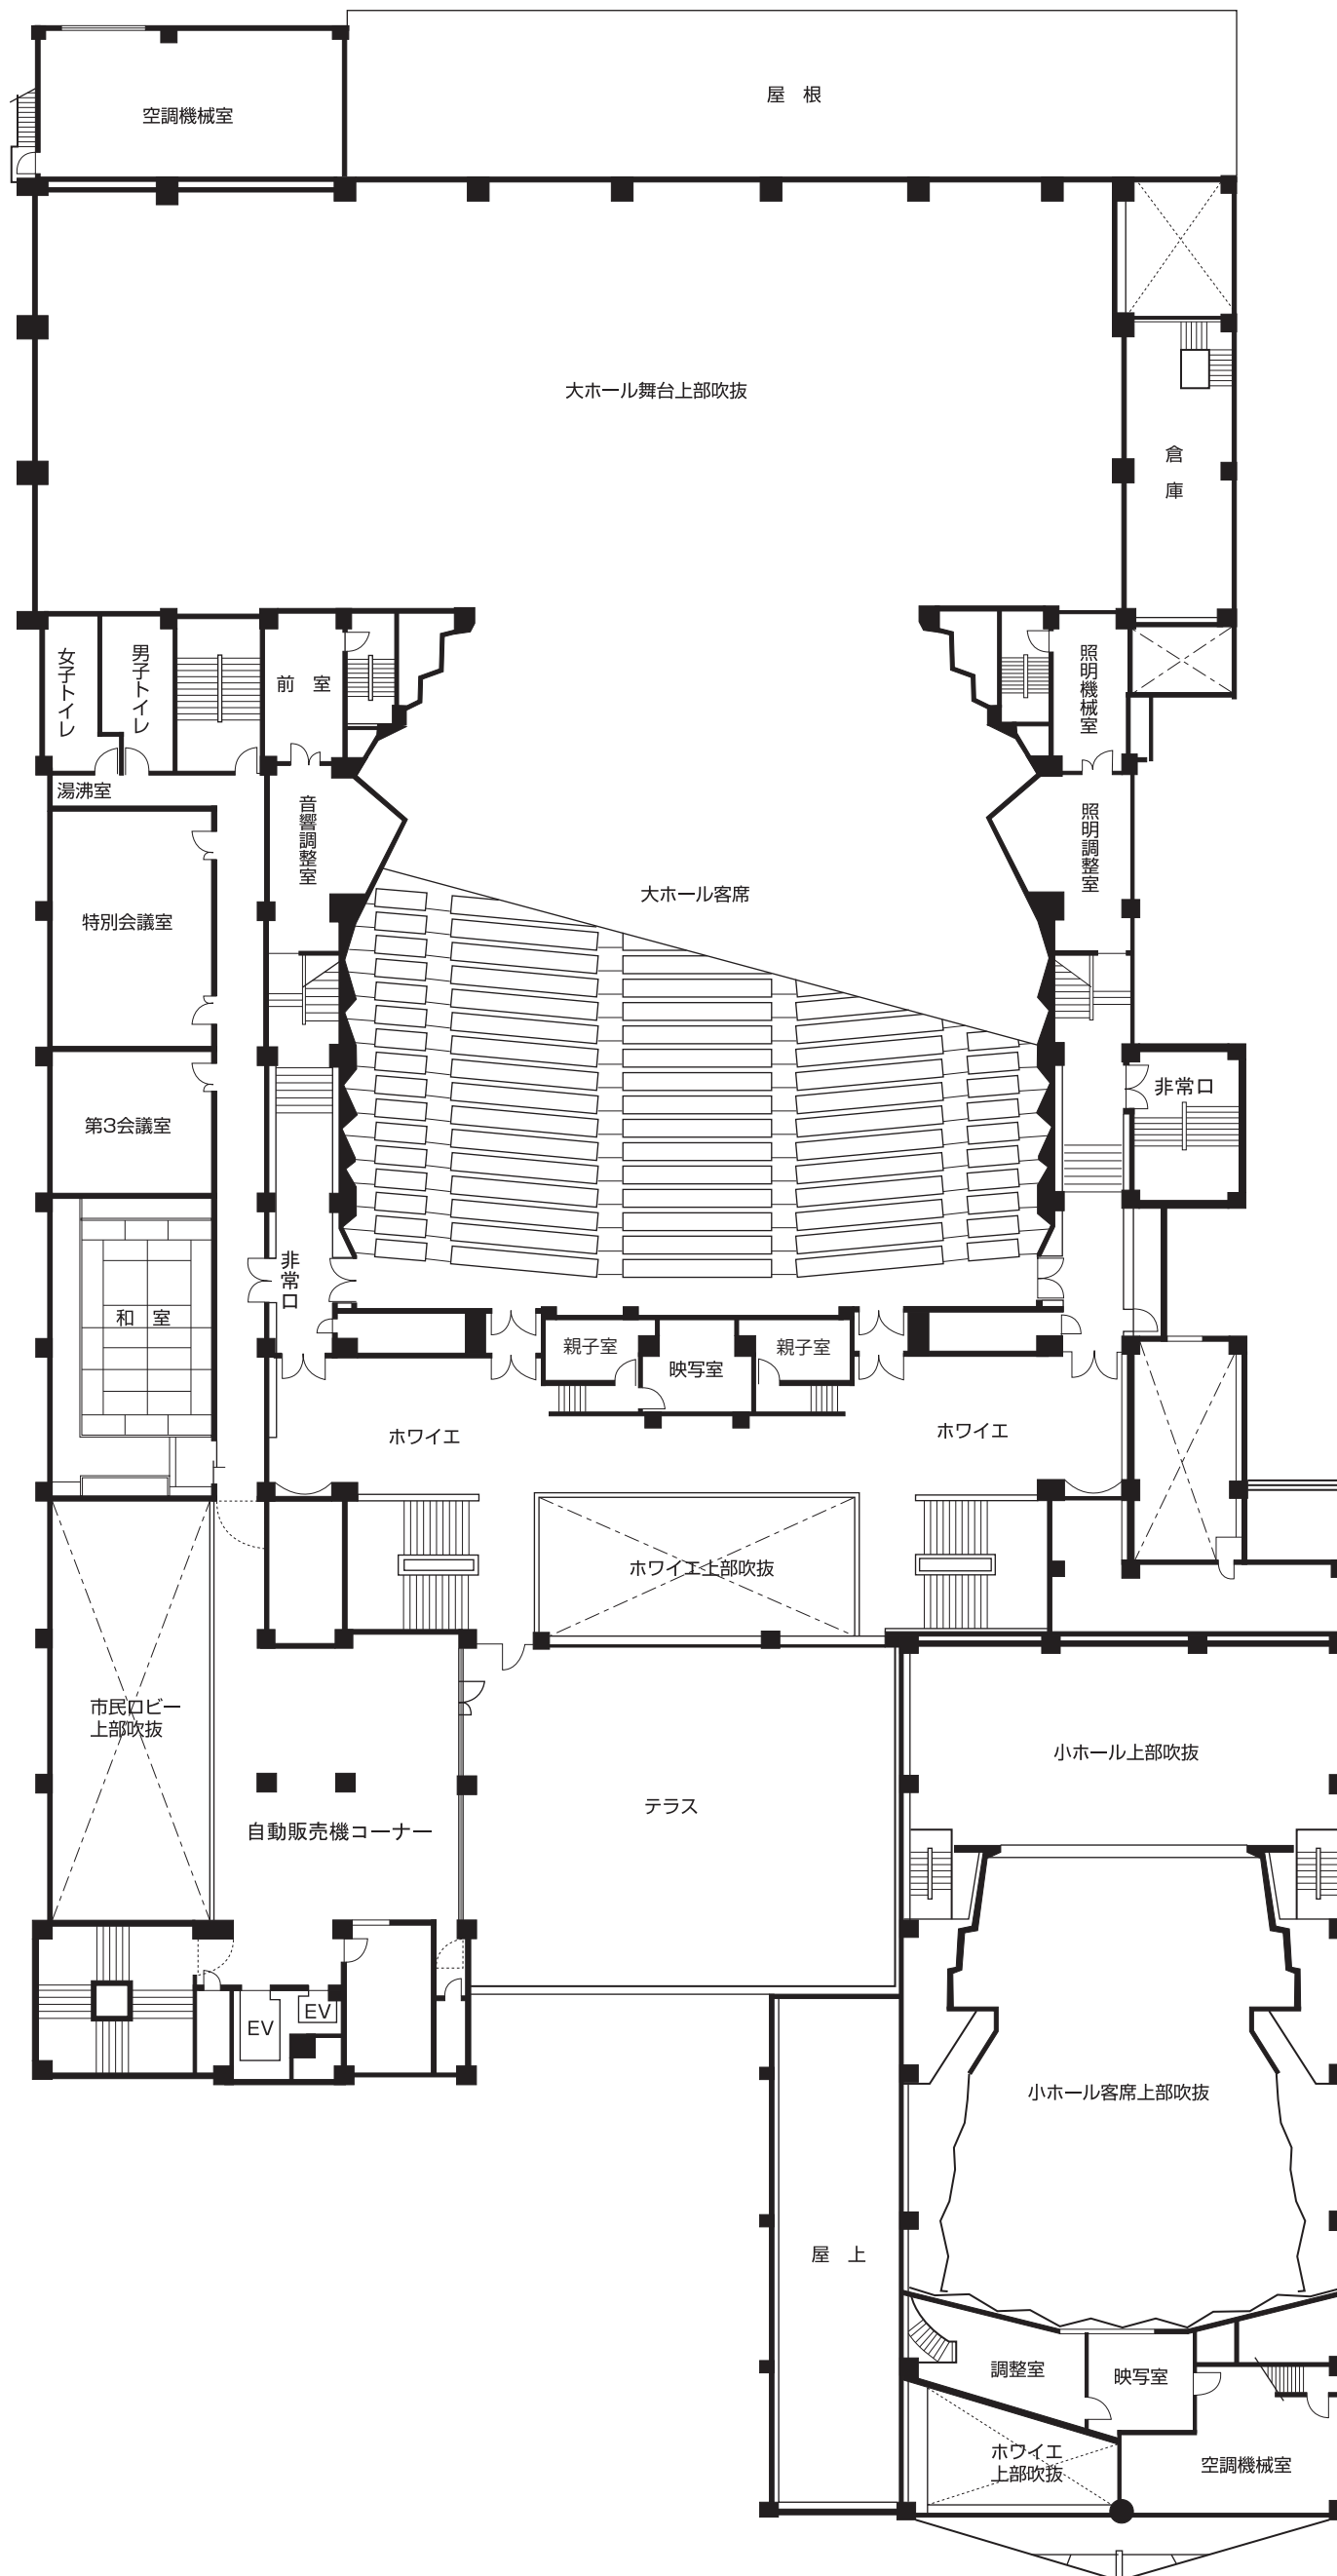 屋 根
空調機械室
大ホール舞台上部吹抜
倉庫
女子トイレ
男子トイレ
前 室
照明機械室
湯沸室
音響調整室
照明調整室
大ホール客席
特別会議室
非常口
第3会議室
非常口
和 室
親子室
映写室
親子室
ホワイエ
ホワイエ
ホワイエ上部吹抜
市民ロビー
上部吹抜
小ホール上部吹抜
テラス
自動販売機コーナー
EV
EV
小ホール客席上部吹抜
屋 上
調整室
映写室
ホワイエ
上部吹抜
空調機械室